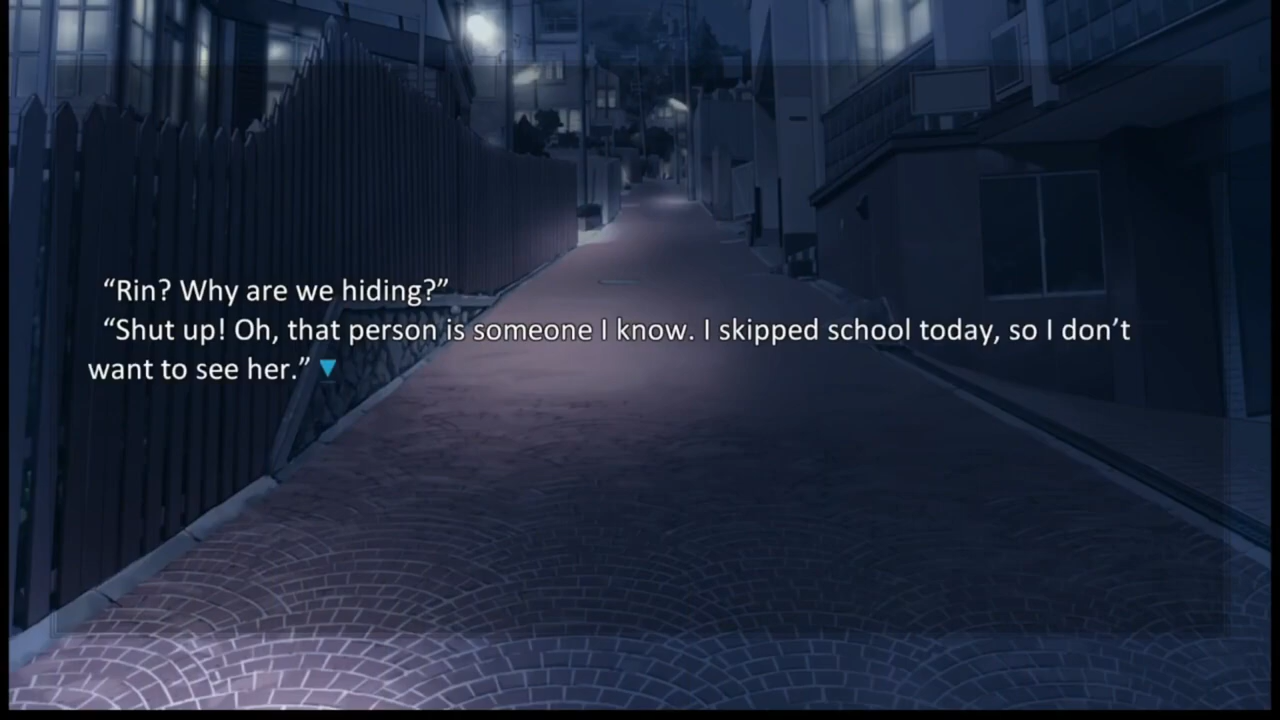 “Rin? Why are we hiding?”
“Shut up! Oh, that person is someone I know. I skipped school today, so I don’t
want to see her.”